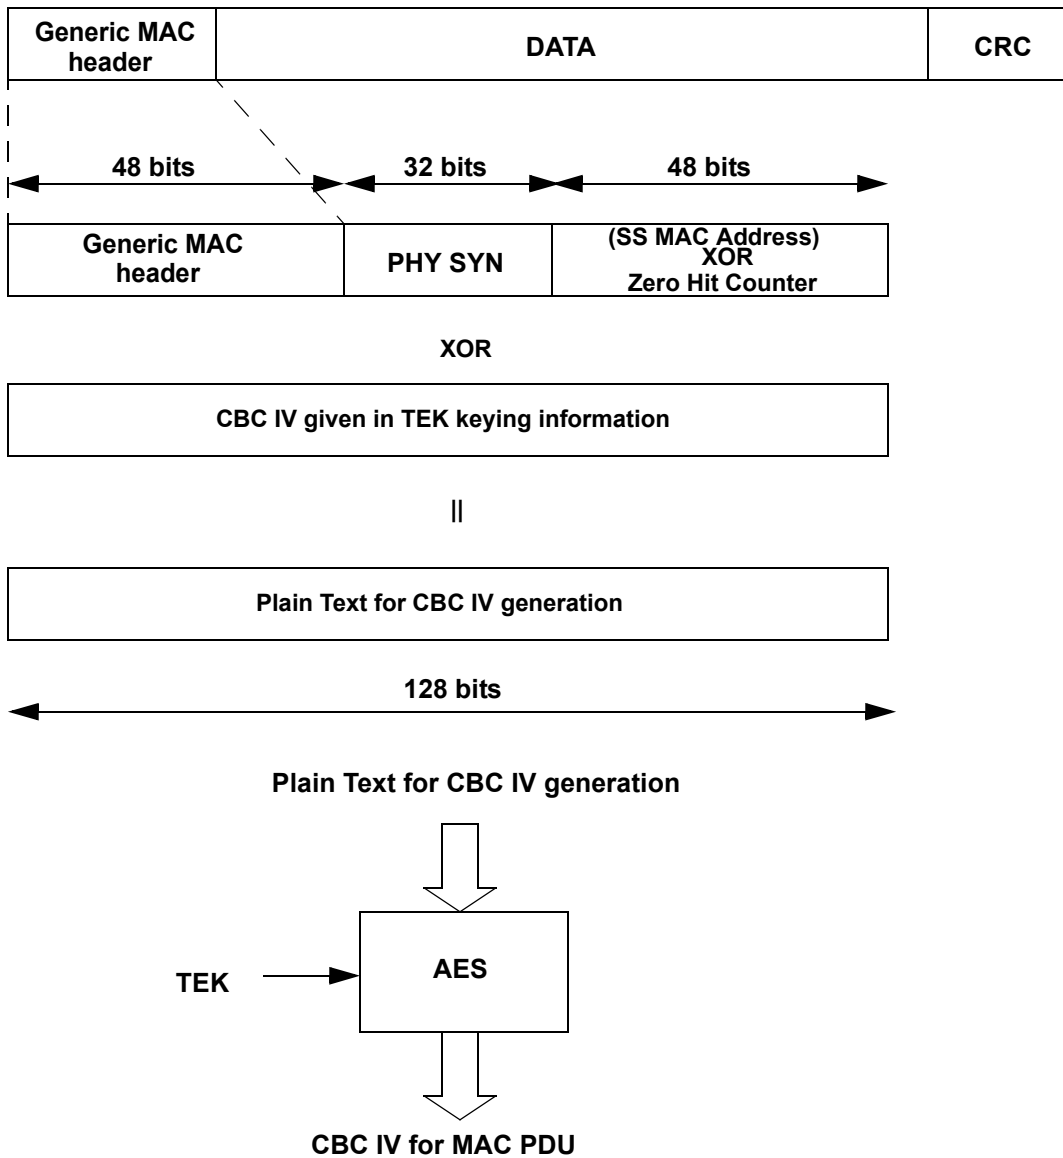 Generic MAC
header
DATA
CRC
48 bits
32 bits
48 bits
Generic MAC
header
PHY SYN
(SS MAC Address)
XOR
Zero Hit Counter
XOR
CBC IV given in TEK keying information
||
Plain Text for CBC IV generation
128 bits
Plain Text for CBC IV generation
TEK
AES
CBC IV for MAC PDU